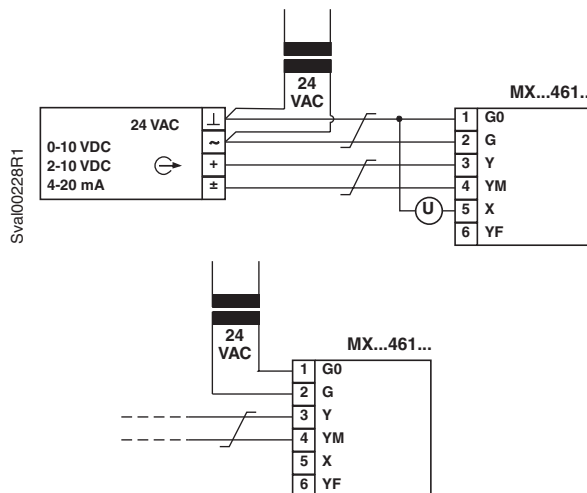 24
VAC
MX...461...
24 VAC
0-10 VDC
2-10 VDC
4-20 mA
⊥
~
+
±
1 G0
2 G
3 Y
4 YM
5 X
6 YF
U
Sval00228R1
24
VAC
MX...461...
1 G0
2 G
3 Y
4 YM
5 X
6 YF